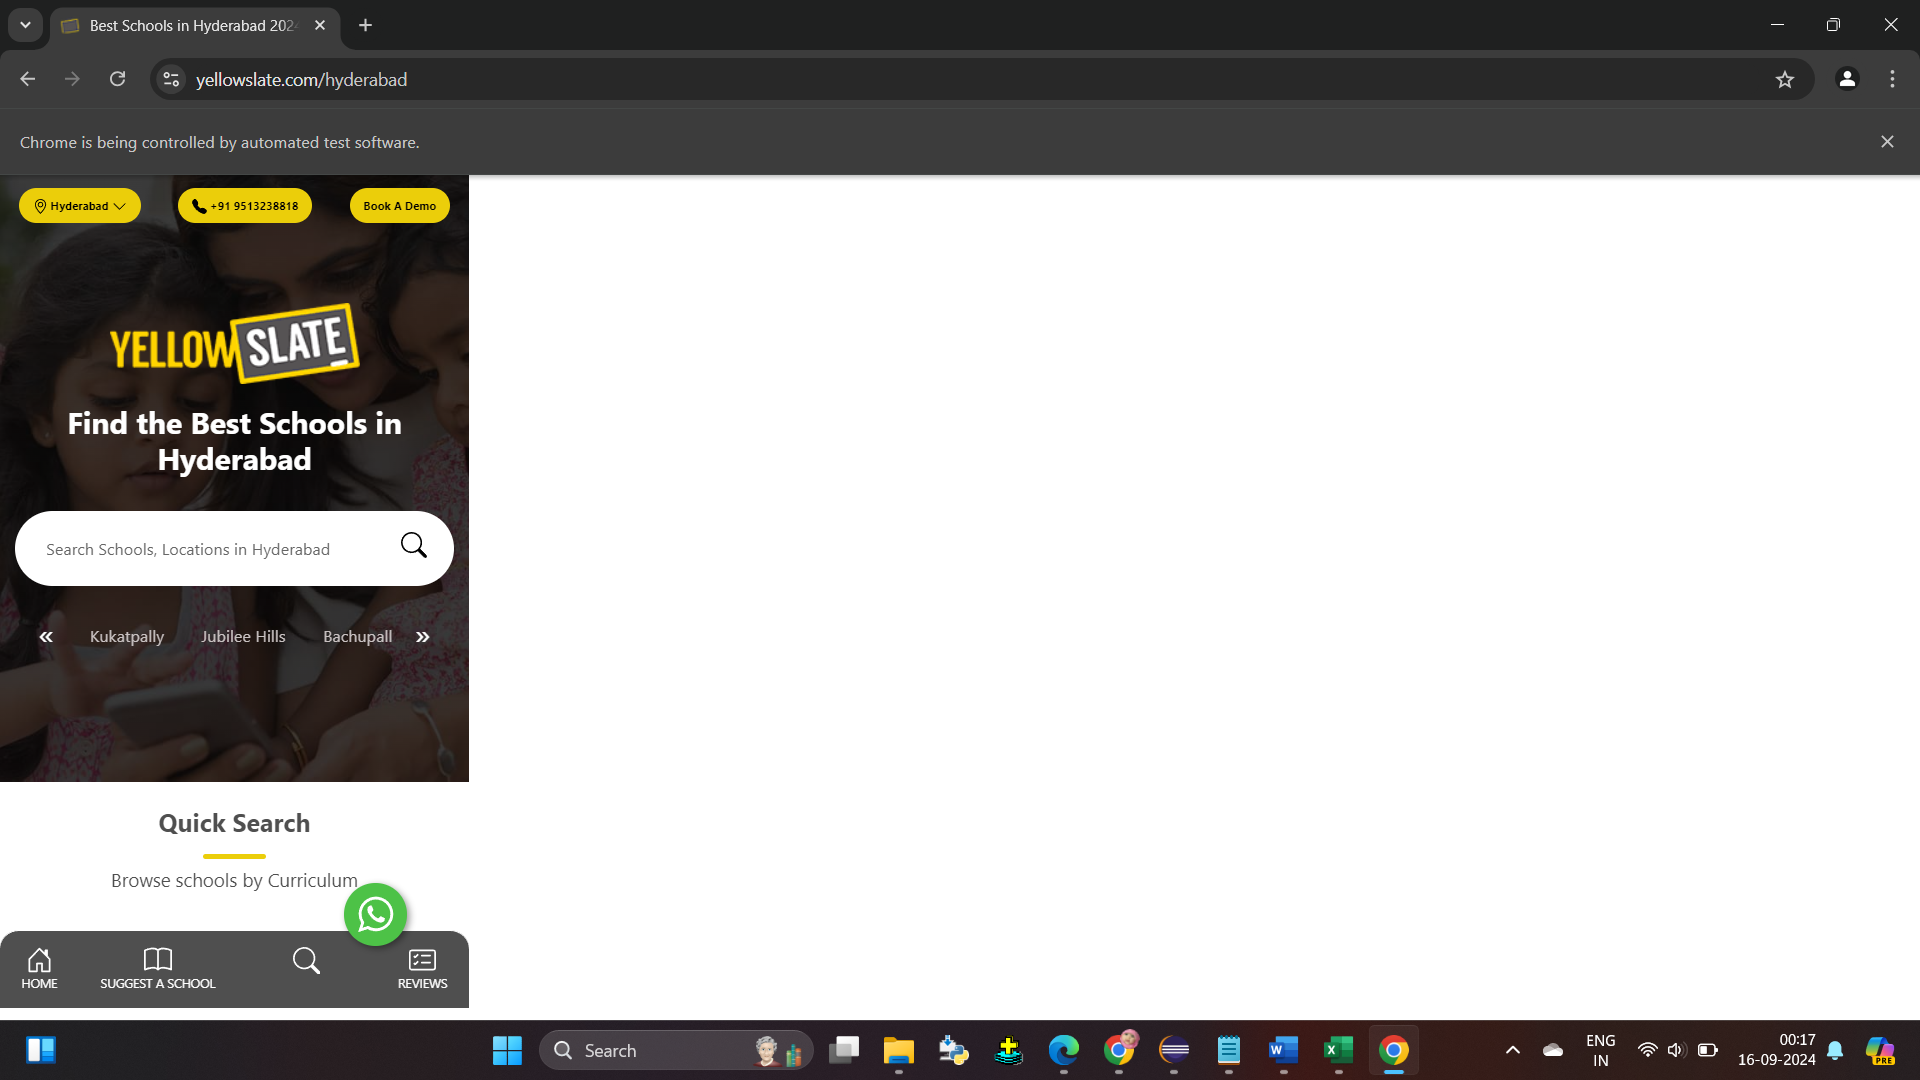 Best Schools in Hyderabad 202
yellowslate.com/hyderabad
Chrome is being controlled by automated test software.
Hyderabad
+91 9513238818
Book A Demo
YELLOWSLATE
Find the Best Schools in
Hyderabad
Search Schools, Locations in Hyderabad
« Kukatpally Jubilee Hills Bachupall »
Quick Search
Browse schools by Curriculum
HOME
SUGGEST A SCHOOL
REVIEWS
Search
ENG
IN
00:17
16-09-2024
PRE